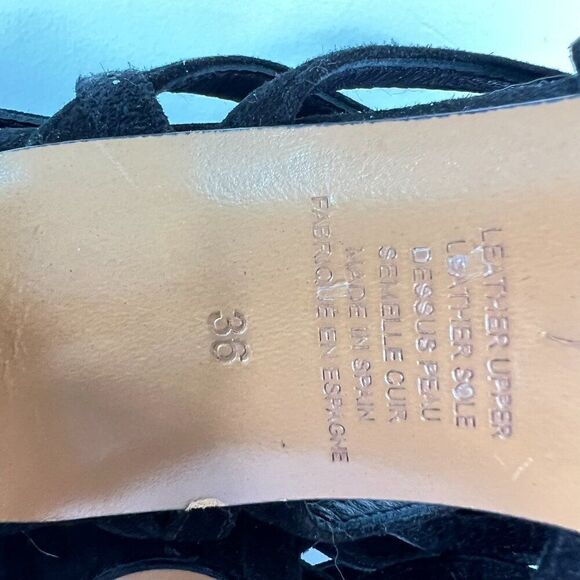 LEATHER UPPER
LEATHER SOLE
DESSUS PEAU
SEMELLE CUIR
MADE IN SPAIN
FABRIQUE EN ESPAGNE
36